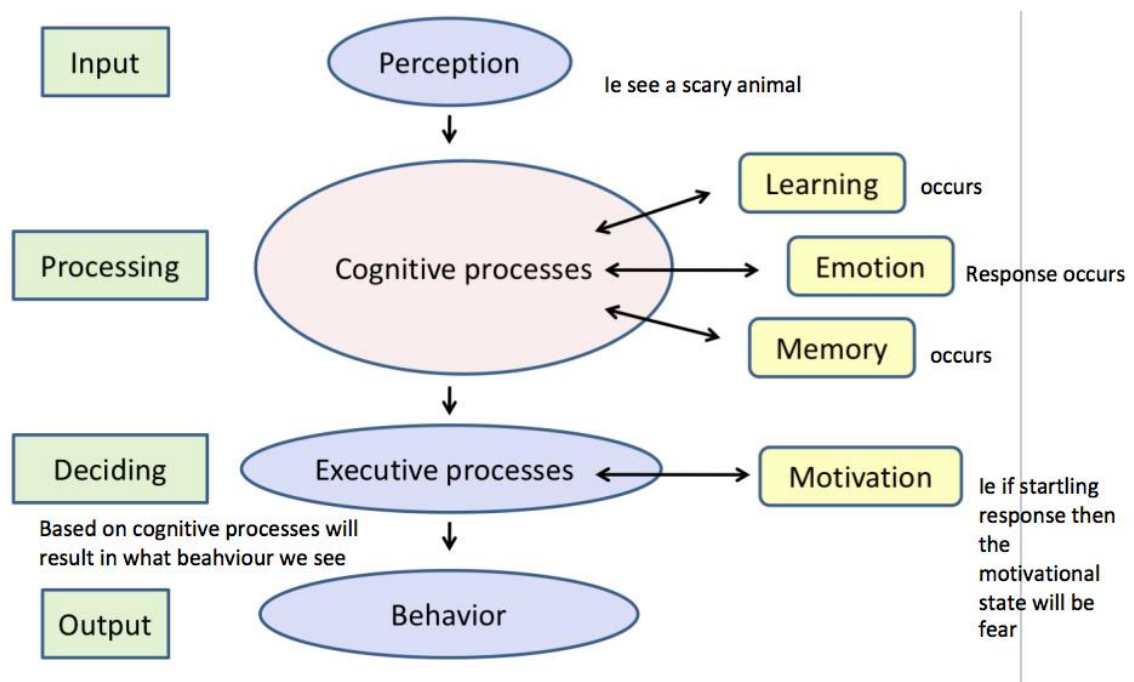 Input
Perception
Ie see a scary animal
Learning
occurs
Processing
Cognitive processes
Emotion
Response occurs
Memory
occurs
Deciding
Executive processes
Motivation
Ie if startling
response then
the
motivational
state will be
fear
Based on cognitive processes will
result in what beahviour we see
Output
Behavior